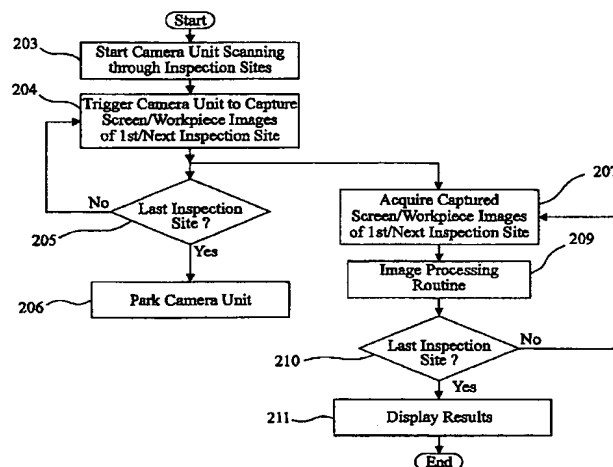 Start
203
Start Camera Unit Scanning
through Inspection Sites
204
Trigger Camera Unit to Capture
Screen/Workpiece Images
of 1st/Next Inspection Site
No
Last Inspection
Site ?
205
Yes
206
Park Camera Unit
207
Acquire Captured
Screen/Workpiece Images
of 1st/Next Inspection Site
209
Image Processing
Routine
210
Last Inspection
Site ?
No
Yes
211
Display Results
End